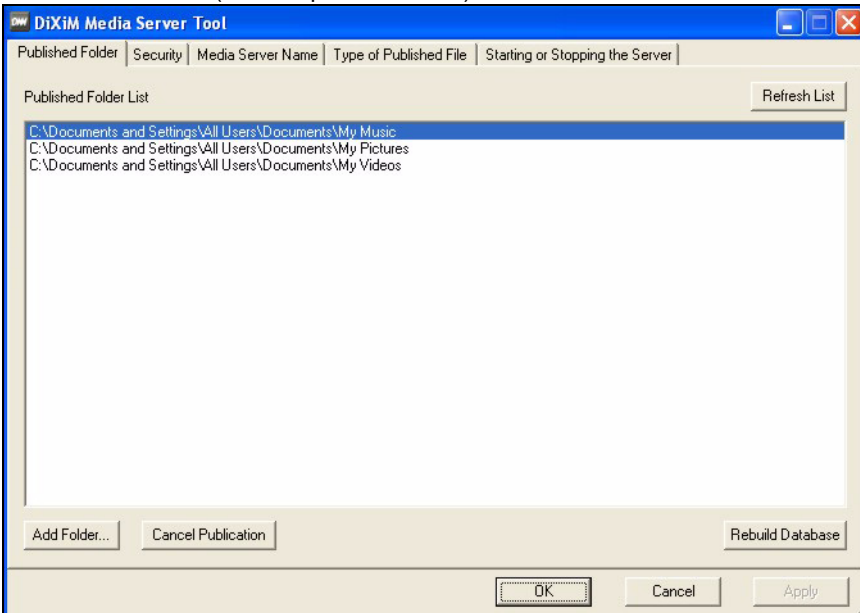 DiXiM Media Server Tool
Published Folder Security Media Server Name Type of Published File Starting or Stopping the Server
Published Folder List Refresh List
C:\Documents and Settings\All Users\Documents\My Music
C:\Documents and Settings\All Users\Documents\My Pictures
C:\Documents and Settings\All Users\Documents\My Videos
Add Folder... Cancel Publication Rebuild Database
OK Cancel Apply